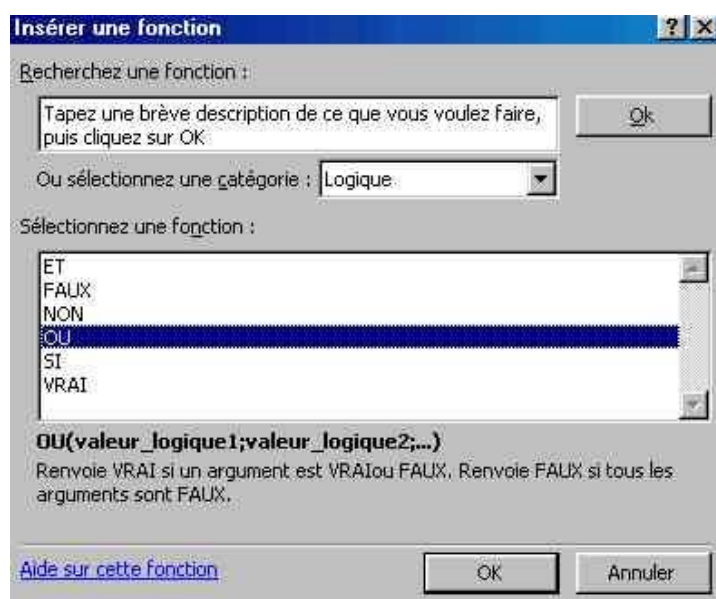 Insérer une fonction
Recherchez une fonction :
Tapez une brève description de ce que vous voulez faire,
puis cliquez sur OK
Ok
Ou sélectionnez une catégorie : Logique
Sélectionnez une fonction :
ET
FAUX
NON
OU
SI
VRAI
OU(valeur_logique1;valeur_logique2;...)
Renvoie VRAI si un argument est VRAIou FAUX. Renvoie FAUX si tous les
arguments sont FAUX.
Aide sur cette fonction
OK
Annuler